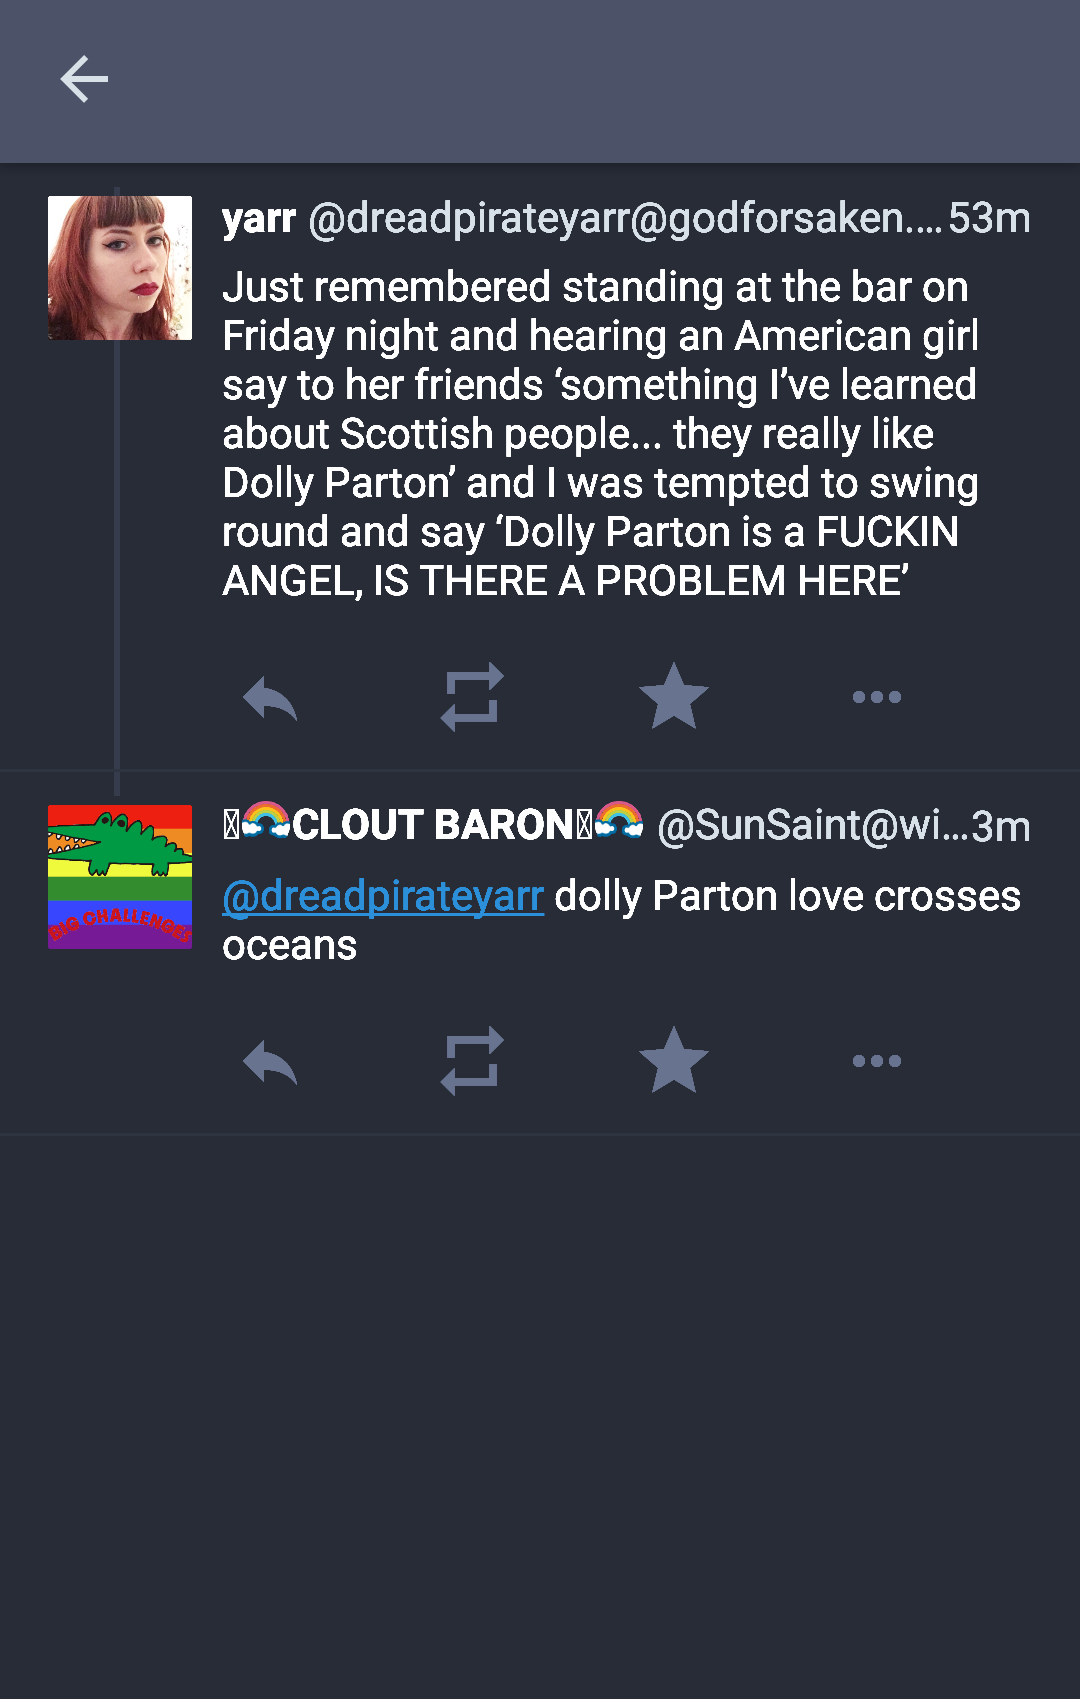 yarr @dreadpirateyarr@godforsaken.... 53m
Just remembered standing at the bar on
Friday night and hearing an American girl
say to her friends ‘something I’ve learned
about Scottish people... they really like
Dolly Parton’ and I was tempted to swing
round and say ‘Dolly Parton is a FUCKIN
ANGEL, IS THERE A PROBLEM HERE’
🌈CLOUT BARON🌈 @SunSaint@wi... 3m
BIG CHALLENGES
@dreadpirateyarr dolly Parton love crosses
oceans